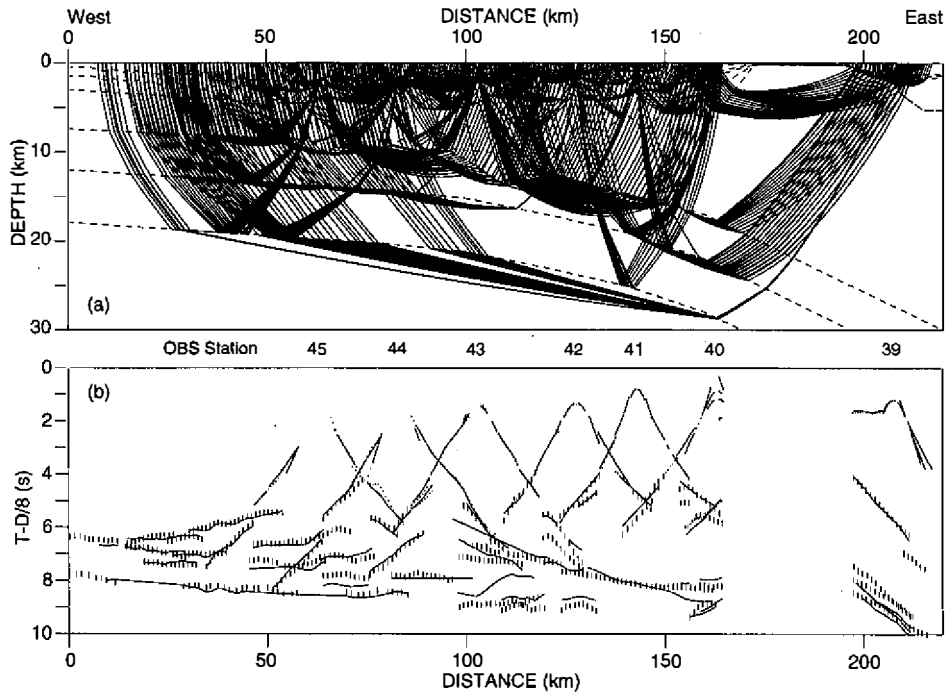 West DISTANCE (km) East
0 50 100 150 200
0
10
20
30
DEPTH (km)
(a)
OBS Station 45 44 43 42 41 40 39
(b)
0
2
4
6
8
10
T-D/8 (s)
0 50 100 150 200
DISTANCE (km)